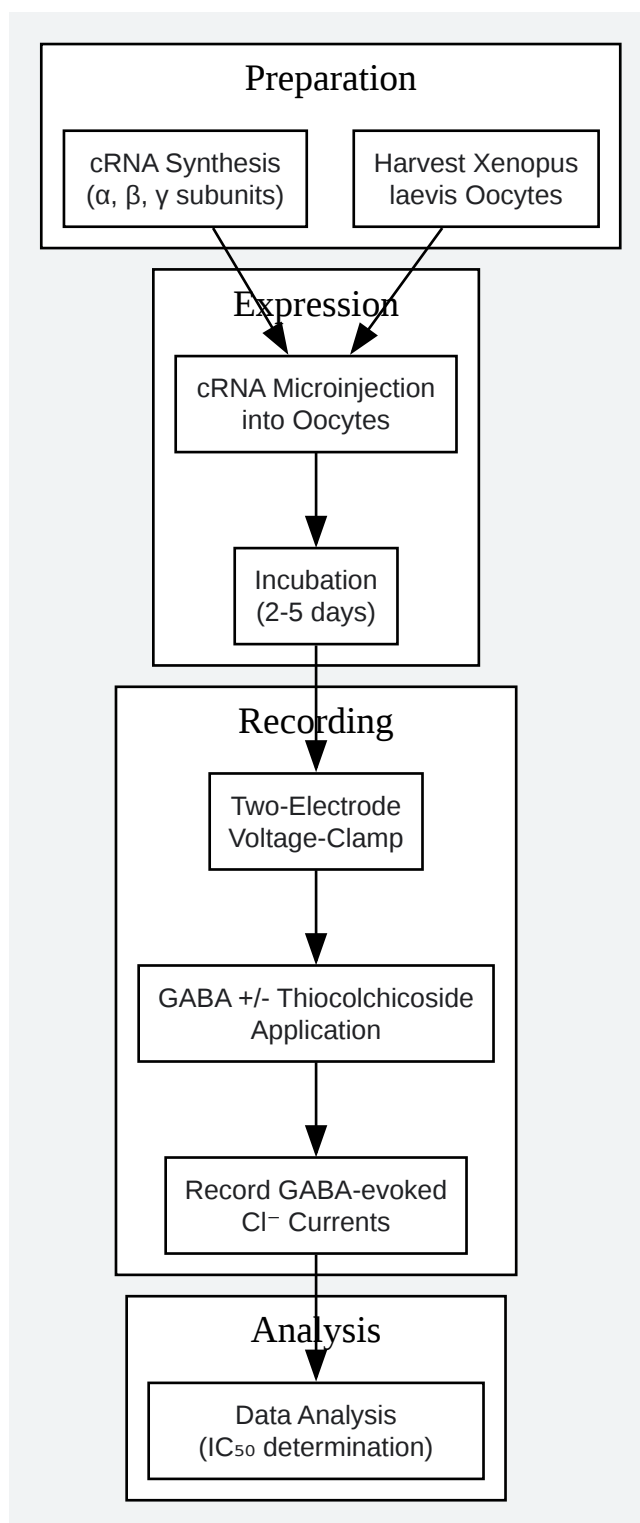 Preparation
cRNA Synthesis
(α, β, γ subunits)
Harvest Xenopus
laevis Oocytes
Expression
cRNA Microinjection
into Oocytes
Incubation
(2-5 days)
Recording
Two-Electrode
Voltage-Clamp
GABA +/- Thiocolchicoside
Application
Record GABA-evoked
Cl⁻ Currents
Analysis
Data Analysis
(IC₅₀ determination)